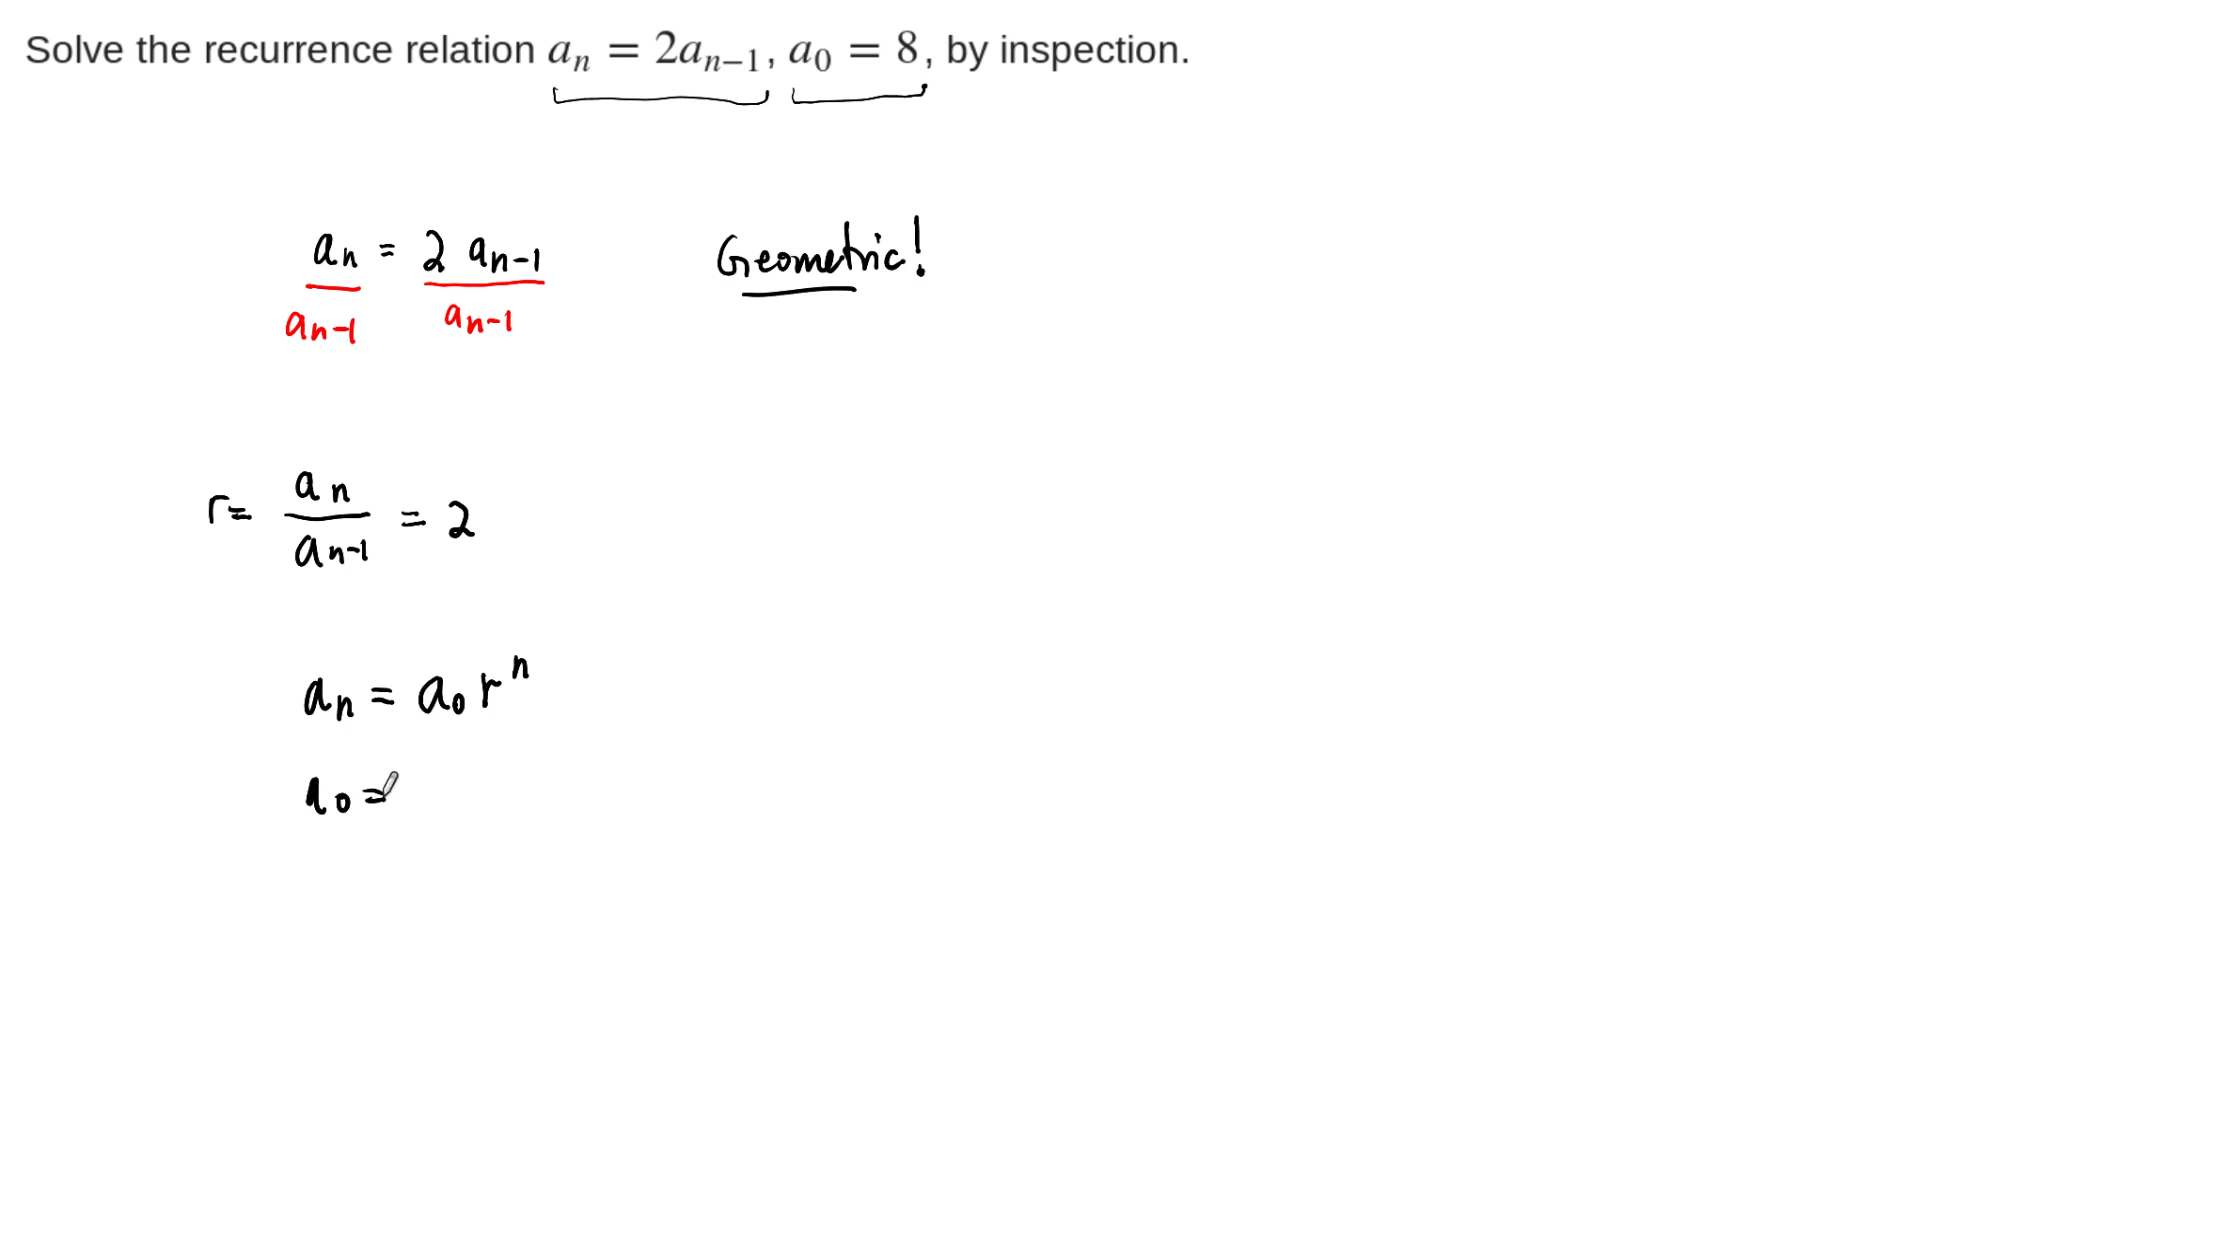 Solve the recurrence relation aₙ = 2aₙ₋₁, a₀ = 8, by inspection.
aₙ = 2 aₙ₋₁ Geometric!
aₙ₋₁ aₙ₋₁
r = aₙ / aₙ₋₁ = 2
aₙ = a₀ rⁿ
a₀ =